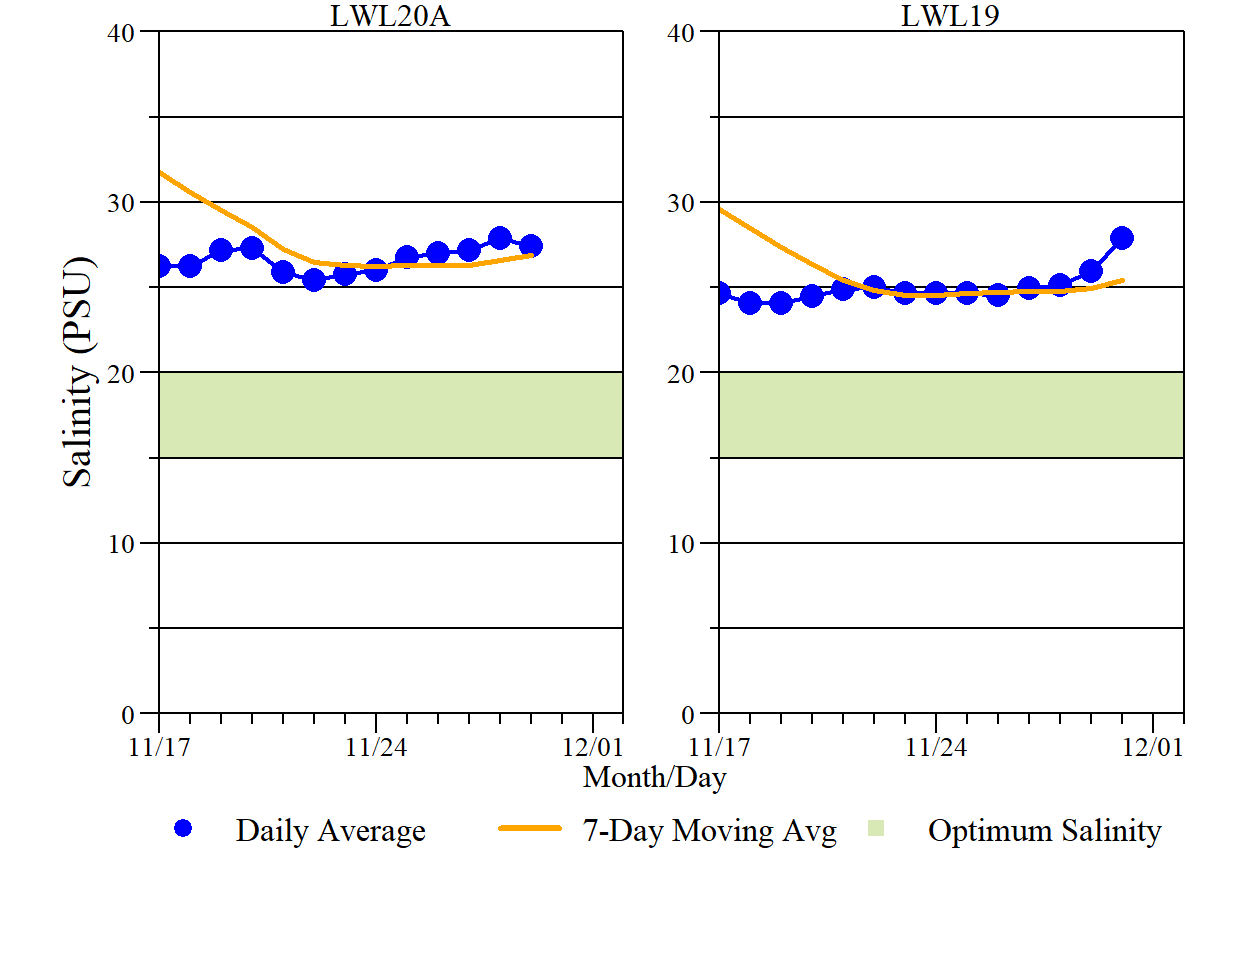 LWL20A LWL19
40 40
30 30
20 20
10 10
0 0
Salinity (PSU)
11/17 11/24 12/01 11/17 11/24 12/01
Month/Day
Daily Average 7-Day Moving Avg Optimum Salinity